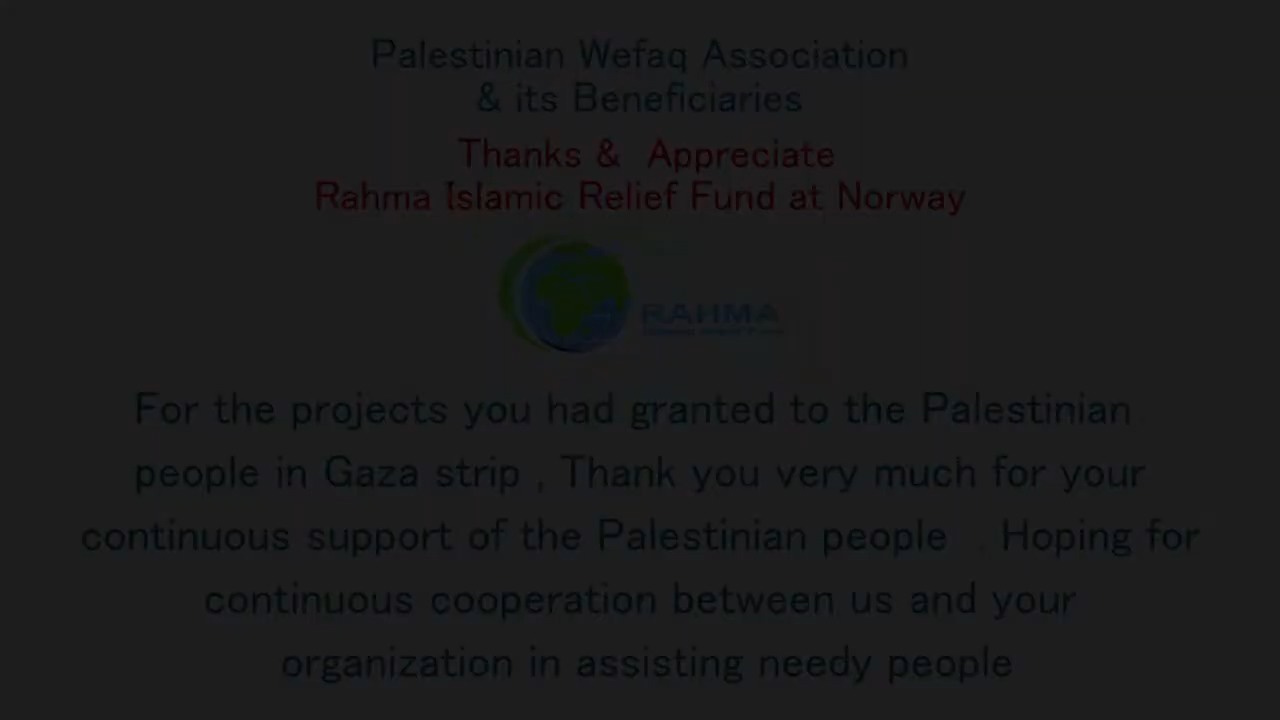 Palestinian Wefaq Association
& its Beneficiaries
Thanks & Appreciate
Rahma Islamic Relief Fund at Norway
RAHMA
For the projects you had granted to the Palestinian
people in Gaza strip , Thank you very much for your
continuous support of the Palestinian people . Hoping for
continuous cooperation between us and your
organization in assisting needy people